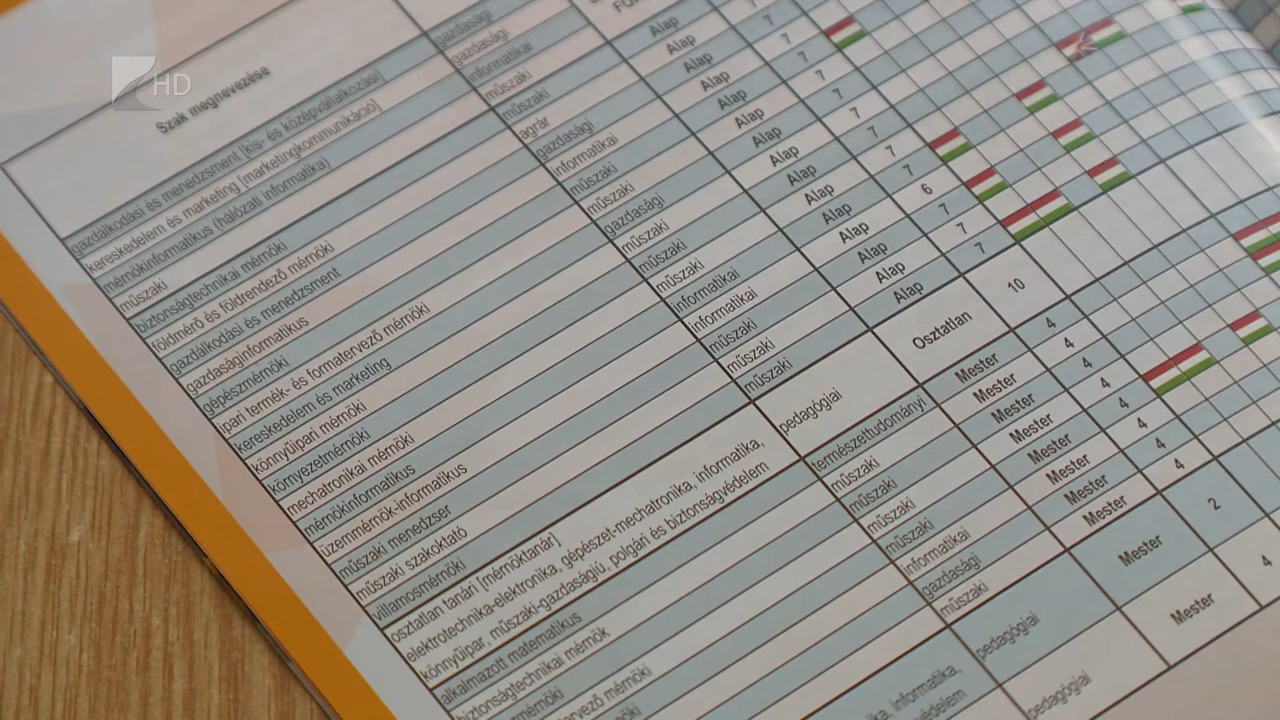 HD
Szak megnevezése
gazdálkodási és menedzsment [kis- és középvállalkozási]
kereskedelem és marketing [marketingkommunikáció]
mérnökinformatikus (hálózati informatika)
műszaki
biztonságtechnikai mérnöki
földmérő és földrendező mérnöki
gazdálkodási és menedzsment
gazdaságinformatikus
gépészmérnöki
ipari termék- és formatervező mérnöki
kereskedelem és marketing
könnyűipari mérnöki
környezetmérnöki
mechatronikai mérnöki
mérnökinformatikus
üzemmérnök-informatikus
műszaki menedzser
műszaki szakoktató
villamosmérnöki
osztatlan tanári [mérnöktanár]
elektrotechnika-elektronika, gépészet-mechatronika, informatika,
könnyűipar, műszaki-gazdaságiú, polgári és biztonságvédelem
alkalmazott matematikus
biztonságtechnikai mérnök
gazdasági
gazdasági
informatikai
műszaki
műszaki
agrár
gazdasági
informatikai
műszaki
műszaki
gazdasági
műszaki
műszaki
műszaki
informatikai
informatikai
műszaki
műszaki
műszaki
pedagógiai
természettudományi
műszaki
műszaki
műszaki
műszaki
informatikai
gazdasági
műszaki
pedagógiai
pedagógiai
Alap
Alap
Alap
Alap
Alap
Alap
Alap
Alap
Alap
Alap
Alap
Alap
Alap
Alap
Osztatlan
Mester
Mester
Mester
Mester
Mester
Mester
Mester
Mester
Mester
Mester
7
7
7
7
7
7
7
7
7
7
6
7
7
7
10
4
4
4
4
4
4
4
4
2
4